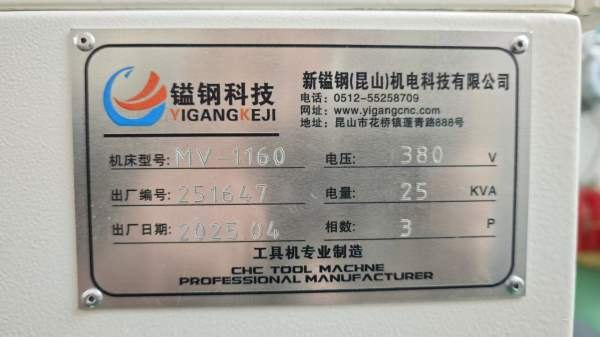 镒钢科技
YIGANGKEJI
新镒钢(昆山)机电科技有限公司
电话: 0512-55258709
网址: www.yigangcnc.com
地址: 昆山市花桥镇蓬青路888号
机床型号: MV-1160
电压: 380 V
出厂编号: 251647
电量: 25 KVA
出厂日期: 2025.04
相数: 3 P
工具机专业制造
CHC TOOL MACHNE
PROFESSIONAL MANUFACTURER